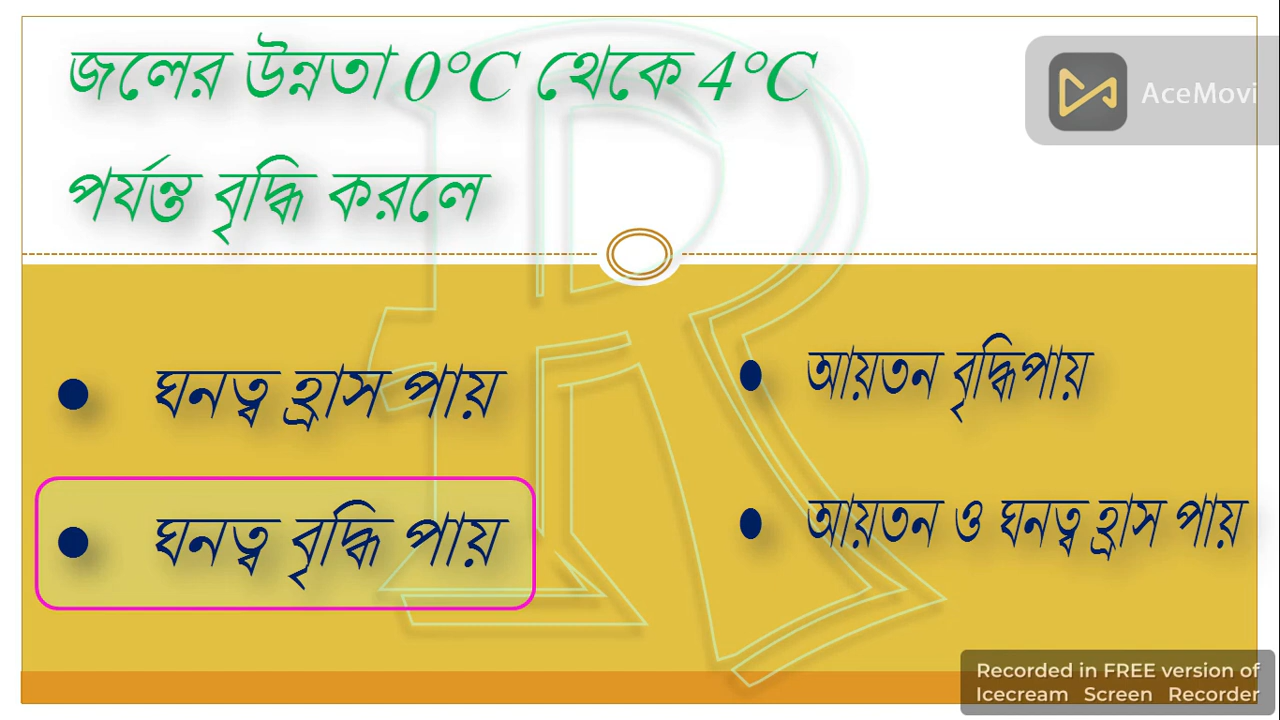 জলের উন্নতা 0°C থেকে 4°C
পর্যন্ত বৃদ্ধি করলে
AceMovi
ঘনত্ব হ্রাস পায়
আয়তন বৃদ্ধিপায়
ঘনত্ব বৃদ্ধি পায়
আয়তন ও ঘনত্ব হ্রাস পায়
Recorded in FREE version of
Icecream Screen Recorder